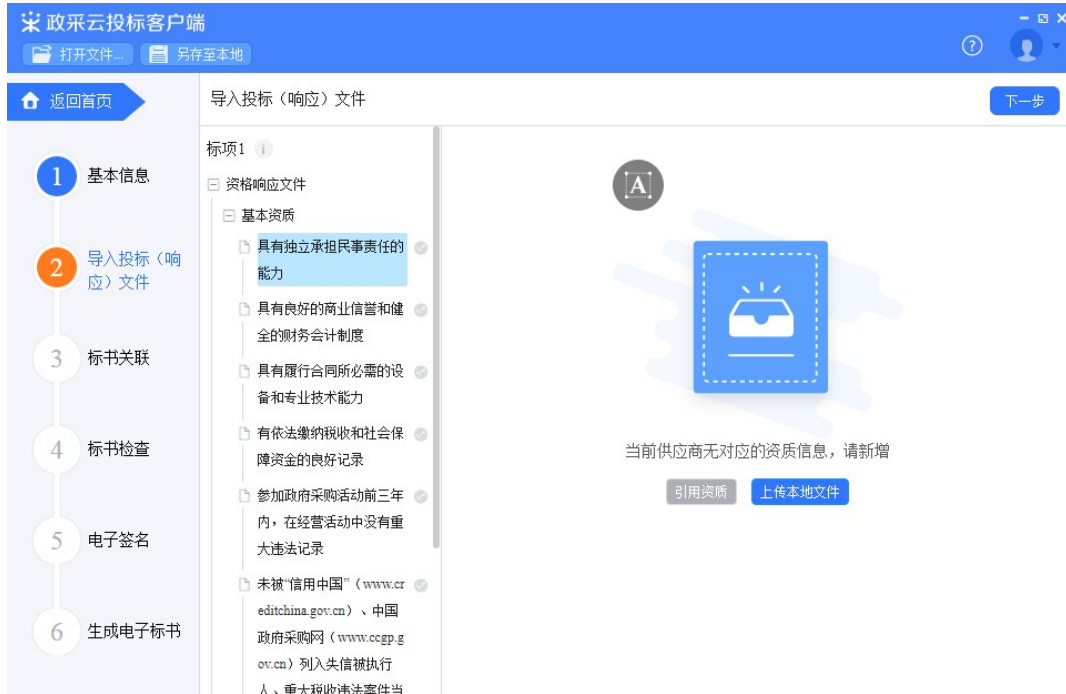 政采云投标客户端
打开文件...
另存至本地
返回首页
导入投标（响应）文件
下一步
1 基本信息
2 导入投标（响
应）文件
3 标书关联
4 标书检查
5 电子签名
6 生成电子标书
标项1
资格响应文件
基本资质
具有独立承担民事责任的
能力
具有良好的商业信誉和健
全的财务会计制度
具有履行合同所必需的设
备和专业技术能力
有依法缴纳税收和社会保
障资金的良好记录
参加政府采购活动前三年
内，在经营活动中没有重
大违法记录
未被“信用中国”（www.cr
editchina.gov.cn）、中国
政府采购网（www.ccgp.g
ov.cn）列入失信被执行
人、重大税收违法案件当
A
当前供应商无对应的资质信息，请新增
引用资质
上传本地文件